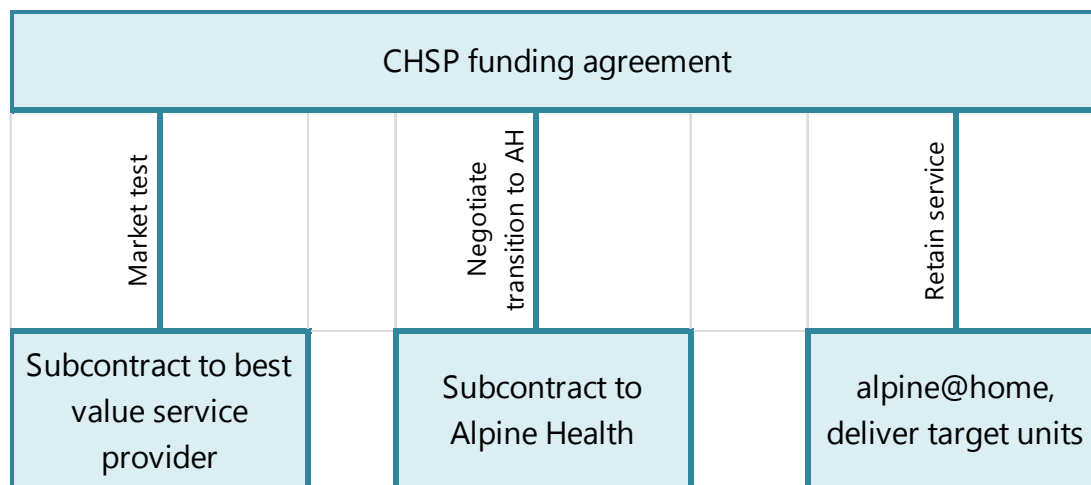 CHSP funding agreement
Market test
Negotiate
transition to AH
Retain service
Subcontract to best
value service
provider
Subcontract to
Alpine Health
alpine@home,
deliver target units